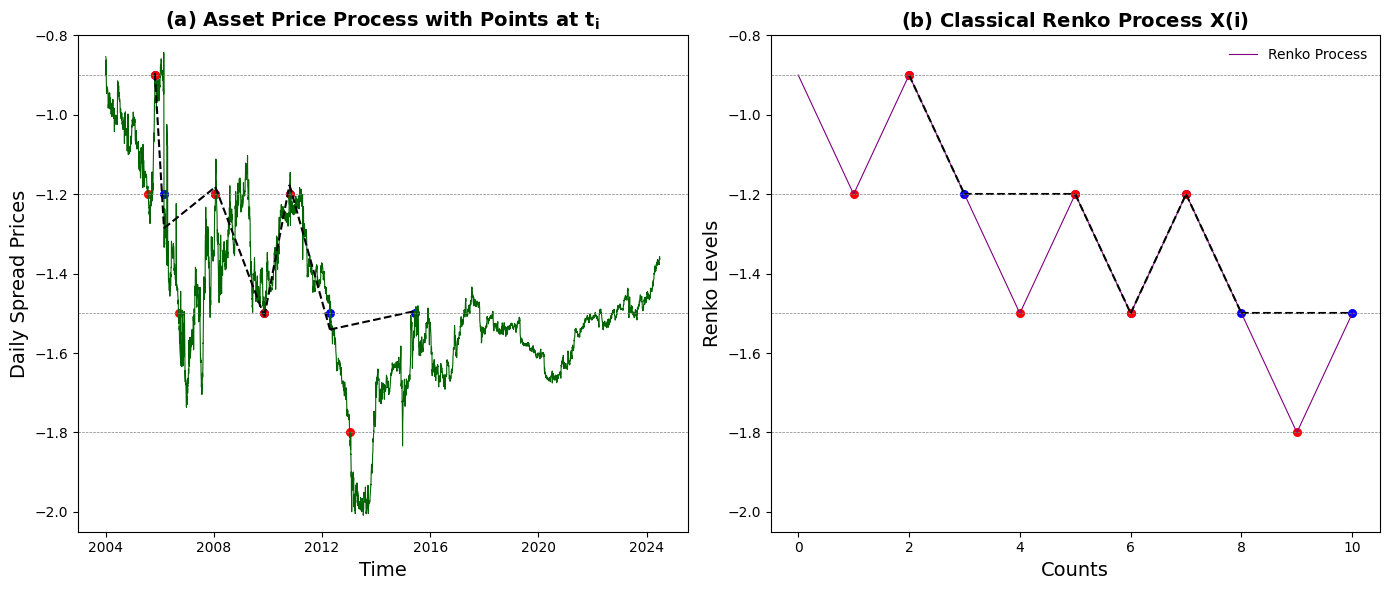 (a) Asset Price Process with Points at tᵢ
−0.8
−1.0
−1.2
−1.4
−1.6
−1.8
−2.0
Daily Spread Prices
2004 2008 2012 2016 2020 2024
Time
(b) Classical Renko Process X(i)
Renko Process
−0.8
−1.0
−1.2
−1.4
−1.6
−1.8
−2.0
Renko Levels
0 2 4 6 8 10
Counts